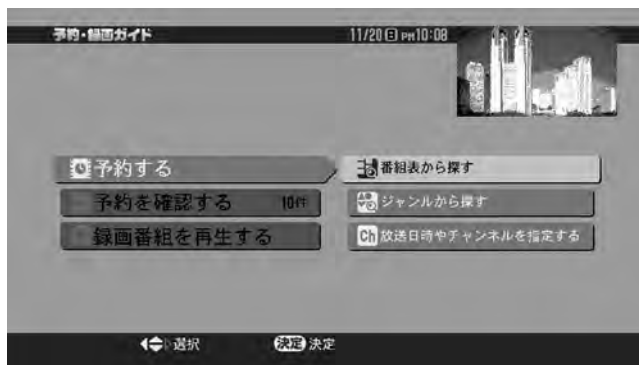 予約・録画ガイド 11/20 日 PM10:08
予約する 番組表から探す
予約を確認する 10件 ジャンルから探す
録画番組を再生する Ch 放送日時やチャンネルを指定する
選択 決定 決定